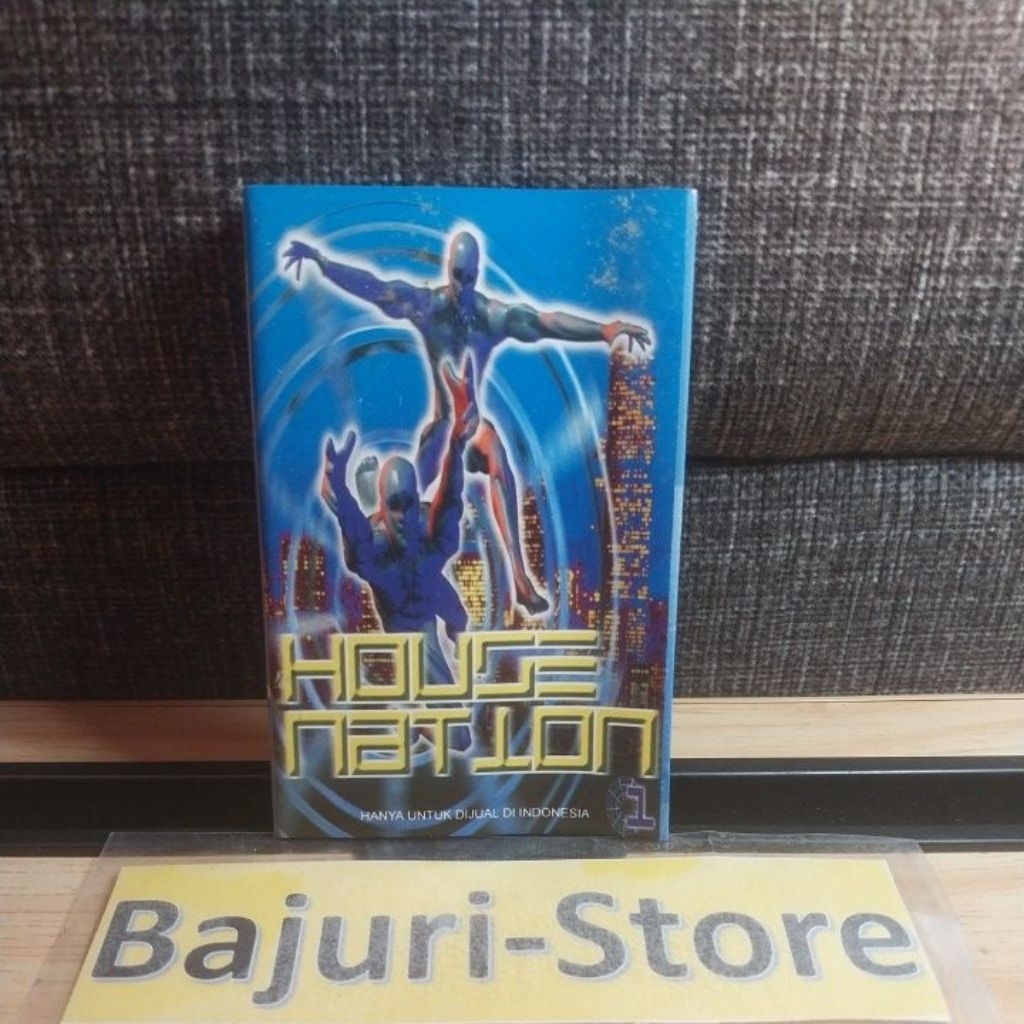 HOUSE
NATION
HANYA UNTUK DIJUAL DI INDONESIA
1
Bajuri-Store